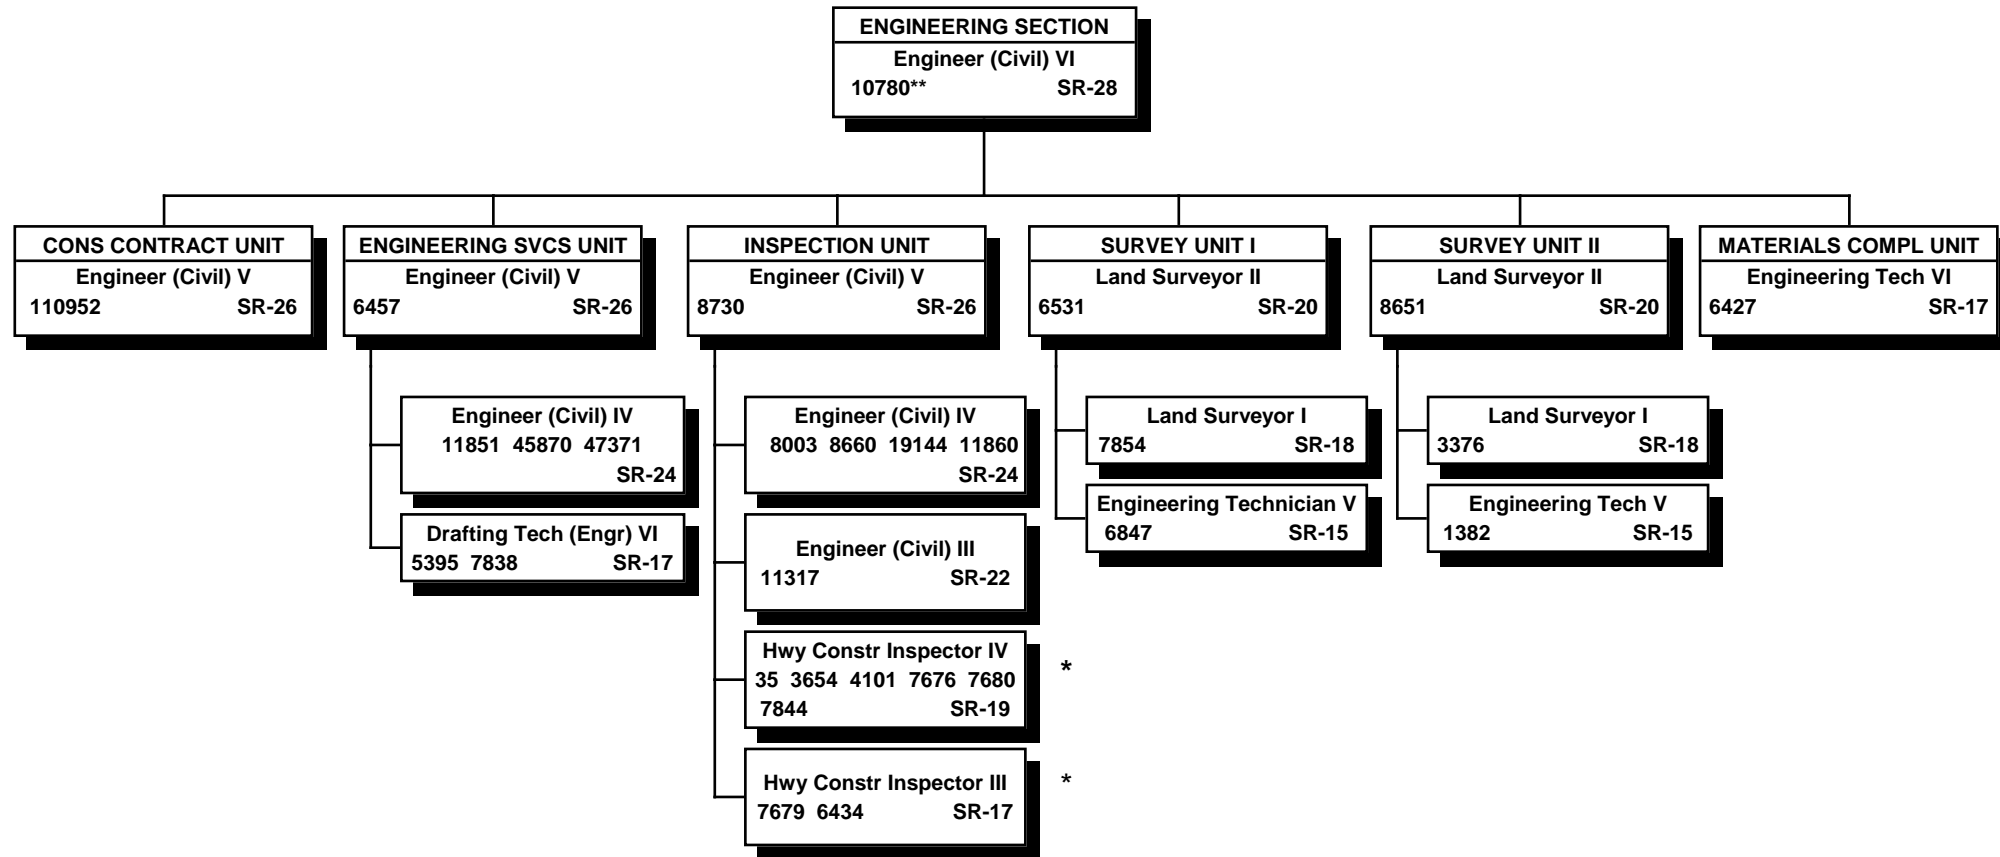 ENGINEERING SECTION
Engineer (Civil) VI
10780** SR-28
CONS CONTRACT UNIT
Engineer (Civil) V
110952 SR-26
ENGINEERING SVCS UNIT
Engineer (Civil) V
6457 SR-26
Engineer (Civil) IV
11851 45870 47371
SR-24
Drafting Tech (Engr) VI
5395 7838 SR-17
INSPECTION UNIT
Engineer (Civil) V
8730 SR-26
Engineer (Civil) IV
8003 8660 19144 11860
SR-24
Engineer (Civil) III
11317 SR-22
Hwy Constr Inspector IV
35 3654 4101 7676 7680
7844 SR-19
*
Hwy Constr Inspector III
7679 6434 SR-17
*
SURVEY UNIT I
Land Surveyor II
6531 SR-20
Land Surveyor I
7854 SR-18
Engineering Technician V
6847 SR-15
SURVEY UNIT II
Land Surveyor II
8651 SR-20
Land Surveyor I
3376 SR-18
Engineering Tech V
1382 SR-15
MATERIALS COMPL UNIT
Engineering Tech VI
6427 SR-17